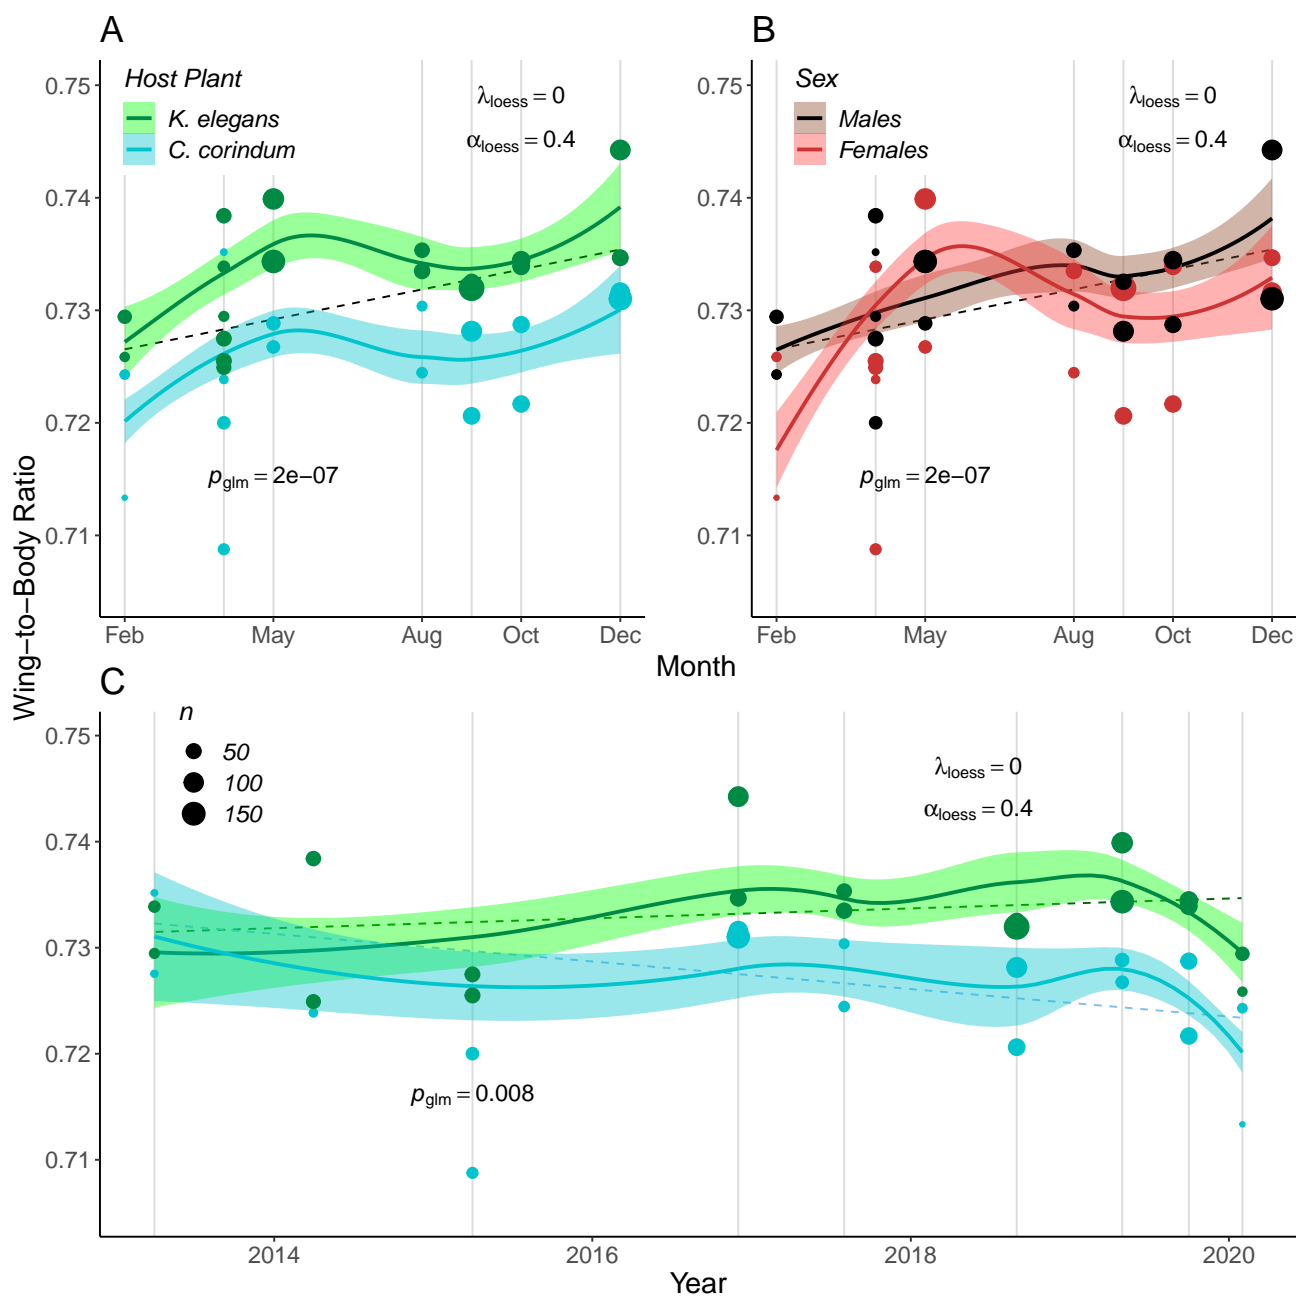 A
Host Plant
K. elegans
C. corindum
λloess = 0
αloess = 0.4
pglm = 2e−07
0.75
0.74
0.73
0.72
0.71
Feb May Aug Oct Dec
B
Sex
Males
Females
λloess = 0
αloess = 0.4
pglm = 2e−07
0.75
0.74
0.73
0.72
0.71
Feb May Aug Oct Dec
Month
Wing−to−Body Ratio
C
n
50
100
150
λloess = 0
αloess = 0.4
pglm = 0.008
0.75
0.74
0.73
0.72
0.71
2014 2016 2018 2020
Year